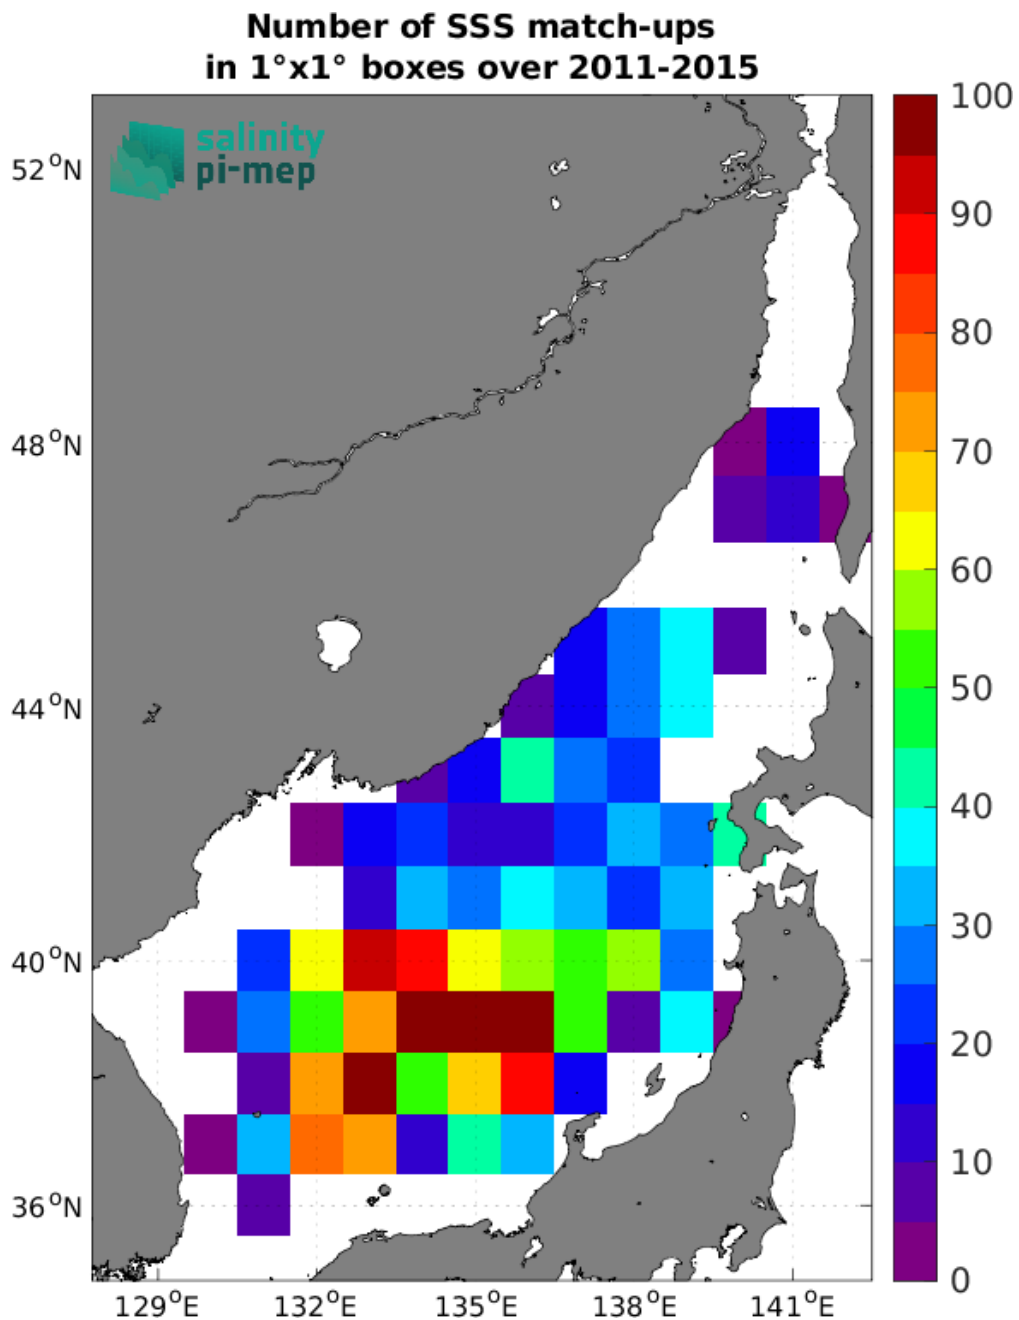 Number of SSS match-ups
in 1°x1° boxes over 2011-2015
salinity
pi-mep
52°N
48°N
44°N
40°N
36°N
129°E
132°E
135°E
138°E
141°E
100
90
80
70
60
50
40
30
20
10
0